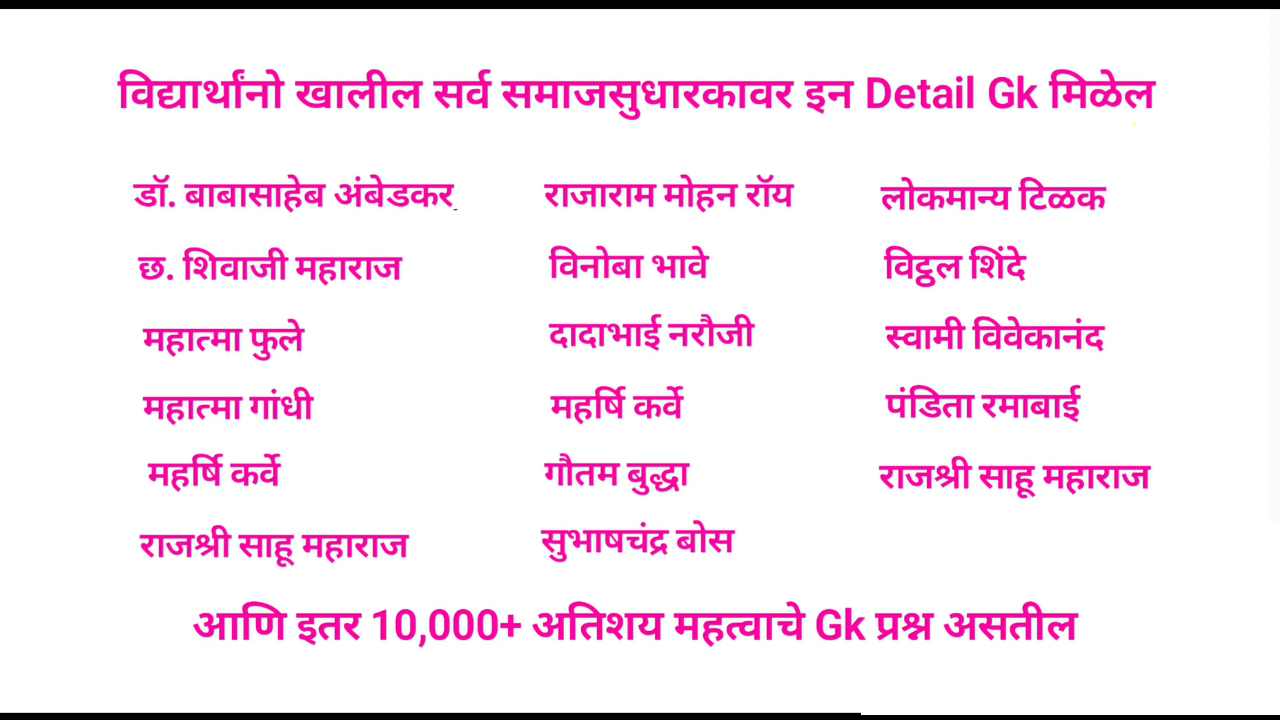 विद्यार्थांनो खालील सर्व समाजसुधारकावर इन Detail Gk मिळेल
डॉ. बाबासाहेब अंबेडकर राजाराम मोहन रॉय लोकमान्य टिळक
छ. शिवाजी महाराज विनोबा भावे विट्ठल शिंदे
महात्मा फुले दादाभाई नरौजी स्वामी विवेकानंद
महात्मा गांधी महर्षि कर्वे पंडिता रमाबाई
महर्षि कर्वे गौतम बुद्धा राजश्री साहू महाराज
राजश्री साहू महाराज सुभाषचंद्र बोस
आणि इतर 10,000+ अतिशय महत्वाचे Gk प्रश्न असतील